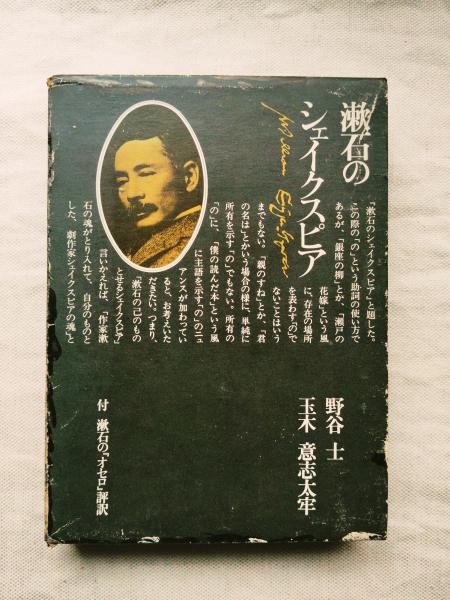 漱石の
シェイクスピア
『漱石のシェイクスピア』と題した。
この際の、「の」という助詞の使い方で
あるが、「銀座の柳」とか、「瀬戸の
花嫁」という風
に、存在の場所
を表わす「の」で
ないことはいう
までもない。「親のすね」とか、「君
の名は」とかいう場合の様に、単純に
所有を示す「の」でもない。所有の
「の」に、「僕の読んだ本」という風
に主語を示す、「の」のニュ
アンスが加わってい
ると、お考えいた
だきたい。つまり、
『漱石の己のもの
とせるシェイクスピア』
言いかえれば、「作家漱
石の魂がとり入れて、自分のものと
した、劇作家シェイクスピアの魂」と
野谷 士
玉木 意志太牢
付 漱石の『オセロ』評訳